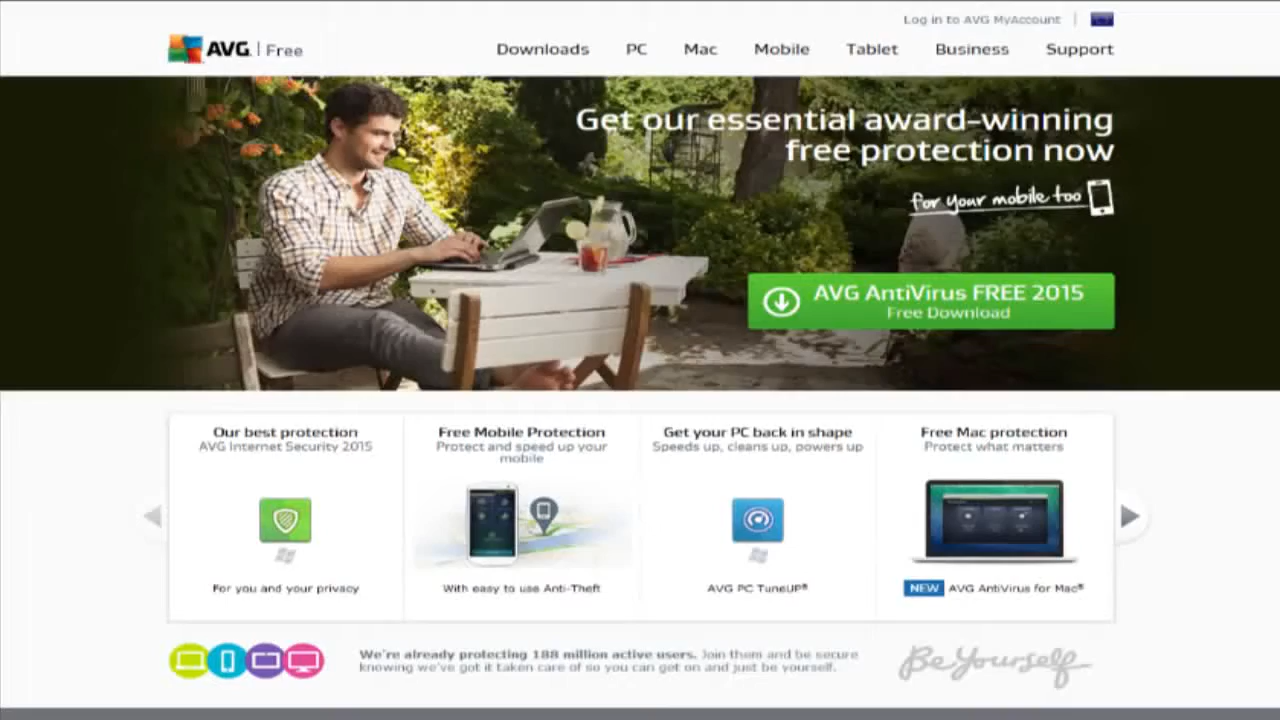 Log in to AVG MyAccount
AVG. | Free
Downloads PC Mac Mobile Tablet Business Support
Get our essential award-winning
free protection now
for your mobile too
AVG AntiVirus FREE 2015
Free Download
Our best protection
AVG Internet Security 2015
For you and your privacy
Free Mobile Protection
Protect and speed up your
mobile
With easy to use Anti-Theft
Get your PC back in shape
Speeds up, cleans up, powers up
AVG PC TuneUP®
Free Mac protection
Protect what matters
NEW AVG AntiVirus for Mac®
We're already protecting 188 million active users. Join them and be secure
knowing we've got it taken care of so you can get on and just be yourself.
Be Yourself